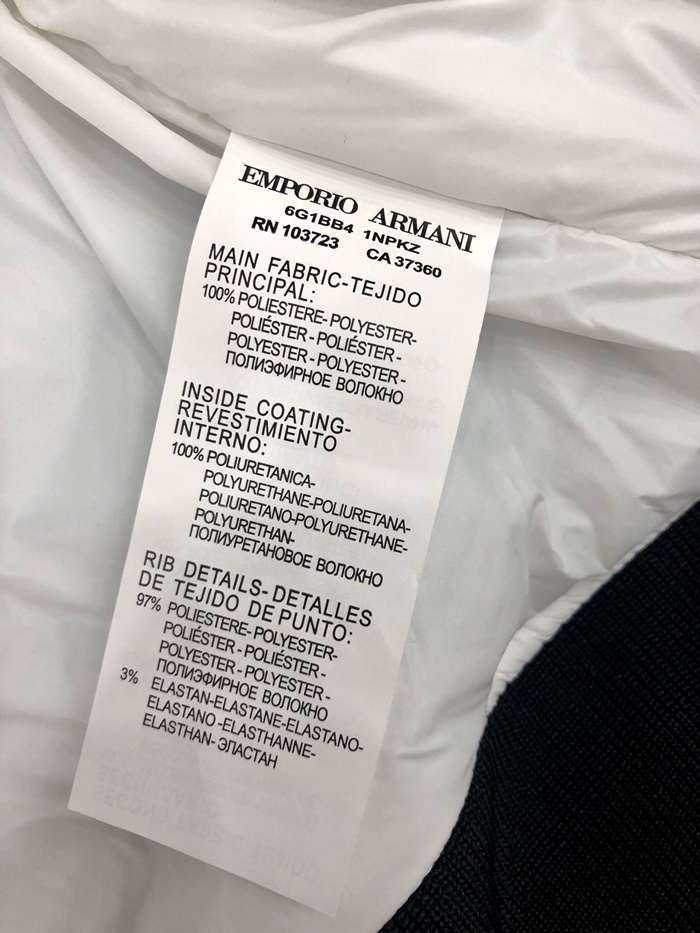 EMPORIO ARMANI
6G1BB4 1NPKZ
RN 103723 CA 37360
MAIN FABRIC-TEJIDO
PRINCIPAL:
100% POLIESTERE- POLYESTER-
POLIÉSTER - POLIÉSTER -
POLYESTER - POLYESTER -
ПОЛИЭФИРНОЕ ВОЛОКНО
INSIDE COATING-
REVESTIMIENTO
INTERNO:
100% POLIURETANICA-
POLYURETHANE-POLIURETANA-
POLIURETANO-POLYURETHANE-
POLYURETHAN-
ПОЛИУРЕТАНОВОЕ ВОЛОКНО
RIB DETAILS- DETALLES
DE TEJIDO DE PUNTO:
97% POLIESTERE- POLYESTER-
POLIÉSTER - POLIÉSTER -
POLYESTER - POLYESTER -
ПОЛИЭФИРНОЕ ВОЛОКНО
3% ELASTAN-ELASTANE-ELASTANO-
ELASTANO -ELASTHANNE-
ELASTHAN- ЭЛАСТАН